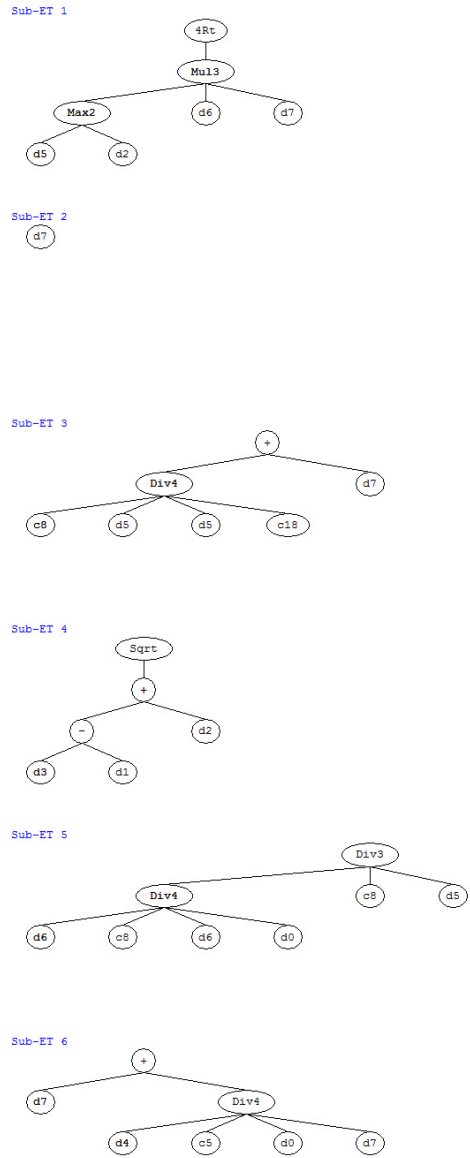 Sub-ET 1
4Rt
Mul3
Max2 d6 d7
d5 d2
Sub-ET 2
d7
Sub-ET 3
+
Div4 d7
c8 d5 d5 c18
Sub-ET 4
Sqrt
+
- d2
d3 d1
Sub-ET 5
Div3
Div4 c8 d5
d6 c8 d6 d0
Sub-ET 6
+
d7 Div4
d4 c5 d0 d7